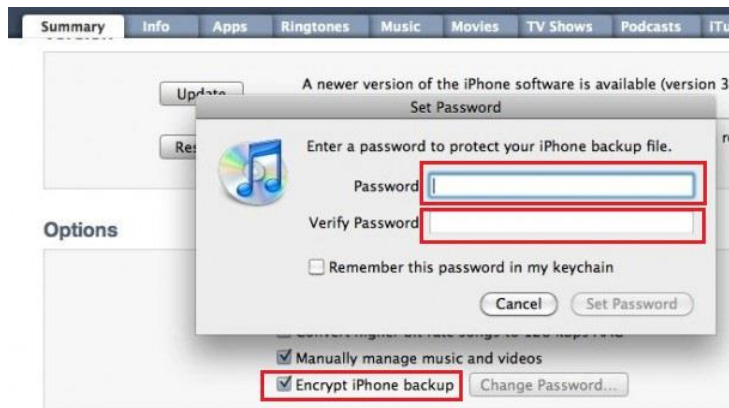 Summary Info Apps Ringtones Music Movies TV Shows Podcasts iTu
A newer version of the iPhone software is available (version 3
Set Password
Enter a password to protect your iPhone backup file.
Password
Verify Password
Options
Remember this password in my keychain
Cancel Set Password
Manually manage music and videos
Encrypt iPhone backup Change Password...